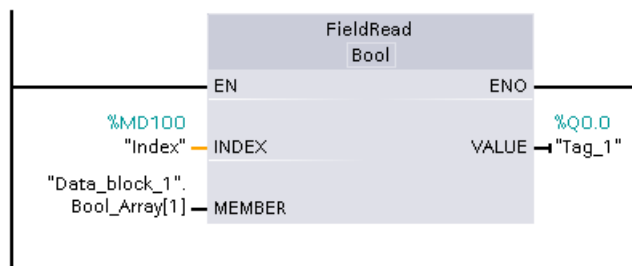 FieldRead
Bool
EN
ENO
%MD100
%Q0.0
"Index"
INDEX
VALUE
"Tag_1"
"Data_block_1".
Bool_Array[1]
MEMBER